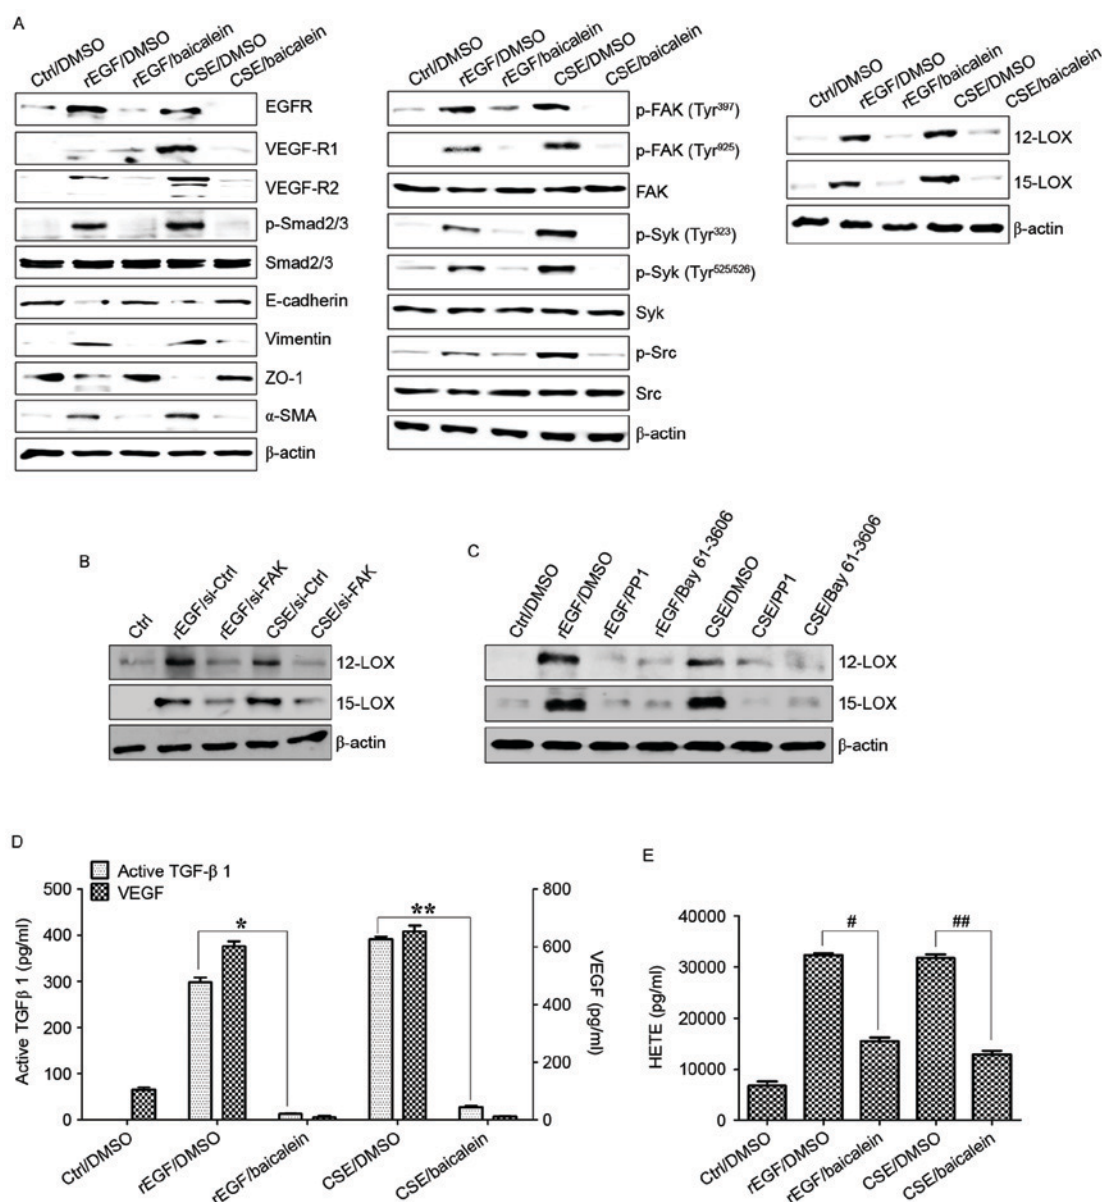 A
Ctrl/DMSO
rEGF/DMSO
rEGF/baicalein
CSE/DMSO
CSE/baicalein
EGFR
VEGF-R1
VEGF-R2
p-Smad2/3
Smad2/3
E-cadherin
Vimentin
ZO-1
α-SMA
β-actin
Ctrl/DMSO
rEGF/DMSO
rEGF/baicalein
CSE/DMSO
CSE/baicalein
p-FAK (Tyr397)
p-FAK (Tyr925)
FAK
p-Syk (Tyr323)
p-Syk (Tyr525/526)
Syk
p-Src
Src
β-actin
Ctrl/DMSO
rEGF/DMSO
rEGF/baicalein
CSE/DMSO
CSE/baicalein
12-LOX
15-LOX
β-actin
B
Ctrl
rEGF/si-Ctrl
rEGF/si-FAK
CSE/si-Ctrl
CSE/si-FAK
12-LOX
15-LOX
β-actin
C
Ctrl/DMSO
rEGF/DMSO
rEGF/PP1
rEGF/Bay 61-3606
CSE/DMSO
CSE/PP1
CSE/Bay 61-3606
12-LOX
15-LOX
β-actin
D
Active TGF-β 1
VEGF
Active TGFβ 1 (pg/ml)
500
400
300
200
100
0
*
**
800
600
400
200
0
VEGF (pg/ml)
Ctrl/DMSO
rEGF/DMSO
rEGF/baicalein
CSE/DMSO
CSE/baicalein
E
HETE (pg/ml)
40000
30000
20000
10000
0
#
##
Ctrl/DMSO
rEGF/DMSO
rEGF/baicalein
CSE/DMSO
CSE/baicalein